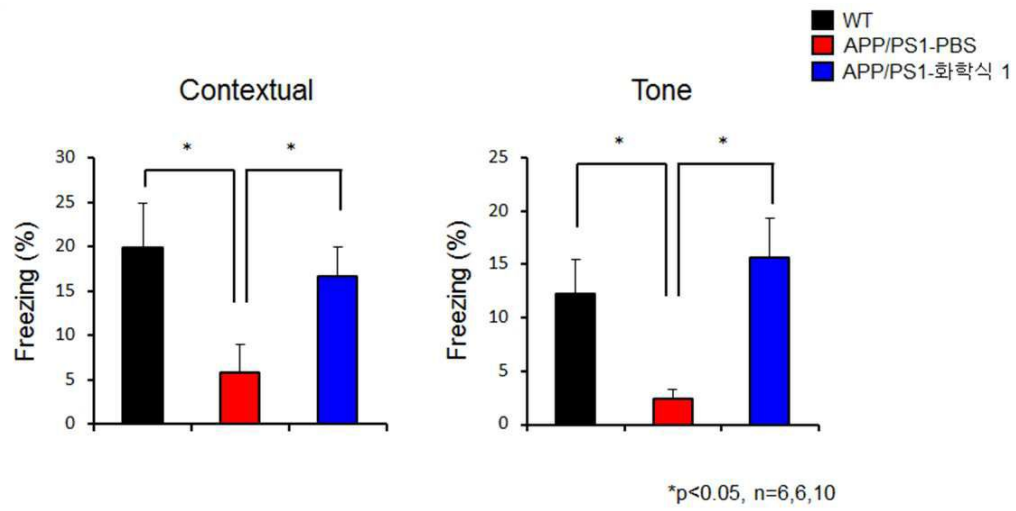 WT
APP/PS1-PBS
APP/PS1-화학식 1
Contextual
Tone
*
*
*
*
Freezing (%)
30
25
20
15
10
5
0
Freezing (%)
25
20
15
10
5
0
*p<0.05, n=6,6,10